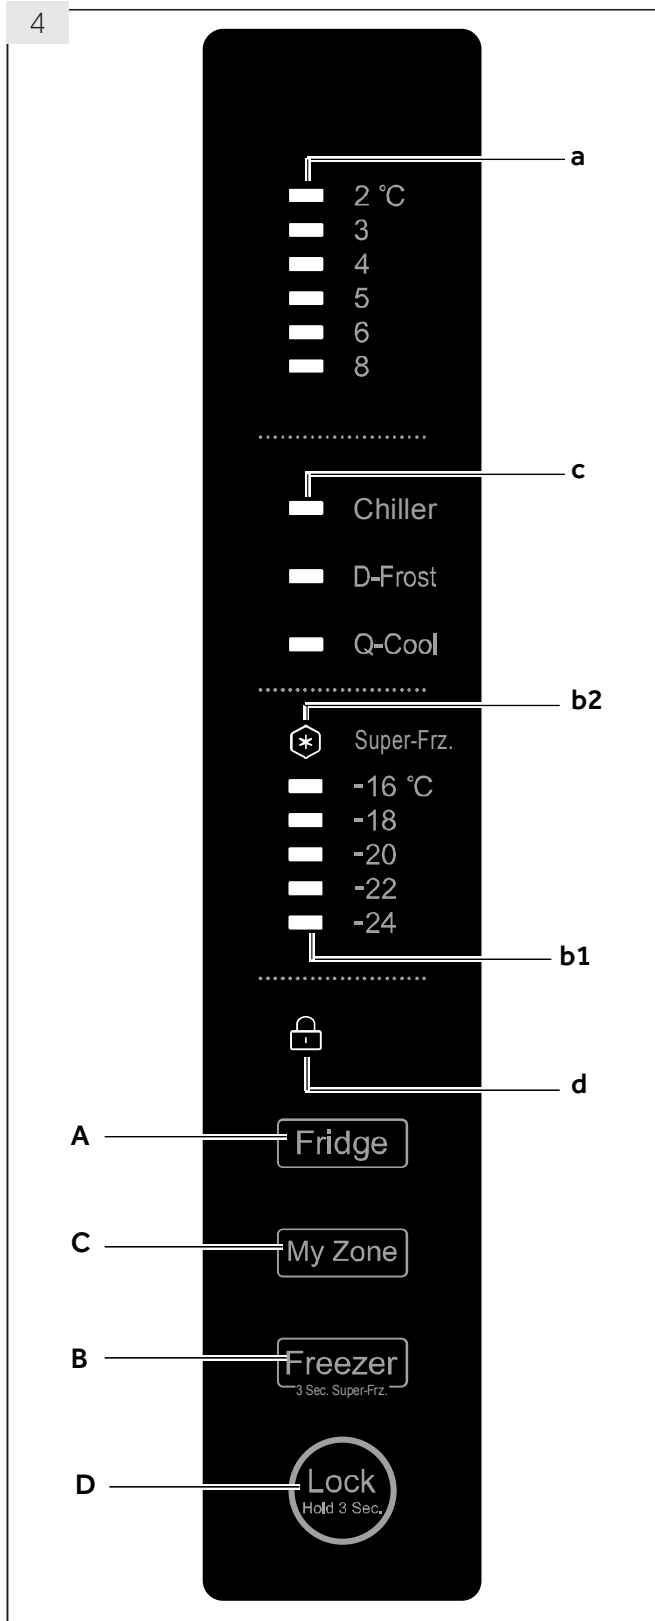 4
a
2 ℃
3
4
5
6
8
c
Chiller
D-Frost
Q-Cool
b2
Super-Frz.
-16 ℃
-18
-20
-22
-24
b1
d
A
Fridge
C
My Zone
B
Freezer
3 Sec. Super-Frz.
D
Lock
Hold 3 Sec.